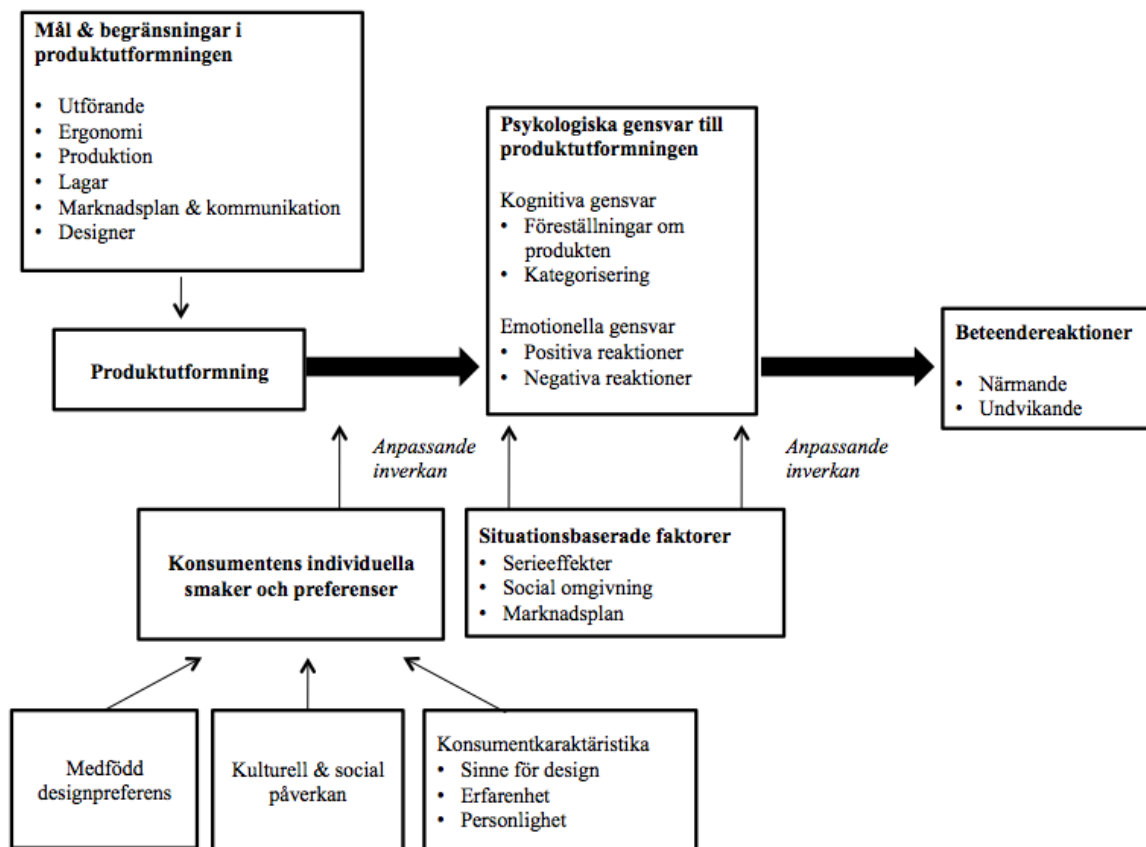 Mål & begränsningar i
produktutformningen
• Utförande
• Ergonomi
• Produktion
• Lagar
• Marknadsplan & kommunikation
• Designer
Psykologiska gensvar till
produktutformningen
Kognitiva gensvar
• Föreställningar om
produkten
• Kategorisering
Emotionella gensvar
• Positiva reaktioner
• Negativa reaktioner
Produktutformning
Beteendereaktioner
• Närmande
• Undvikande
Anpassande
inverkan
Anpassande
inverkan
Konsumentens individuella
smaker och preferenser
Situationsbaserade faktorer
• Serieeffekter
• Social omgivning
• Marknadsplan
Medfödd
designpreferens
Kulturell & social
påverkan
Konsumentkaraktäristika
• Sinne för design
• Erfarenhet
• Personlighet